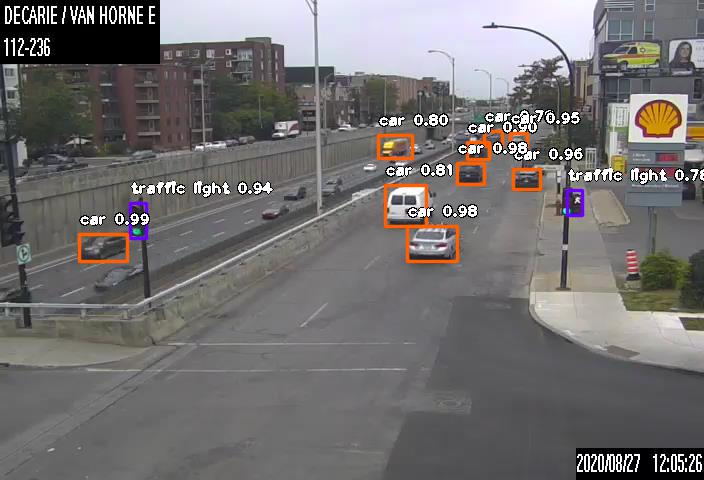 DECARIE / VAN HORNE E
112-236
car 0.80
car 0.95
car 0.90
car 0.98
car 0.96
car 0.81
traffic light 0.94
traffic light 0.78
car 0.99
car 0.98
Shell
2020/08/27 12:05:26